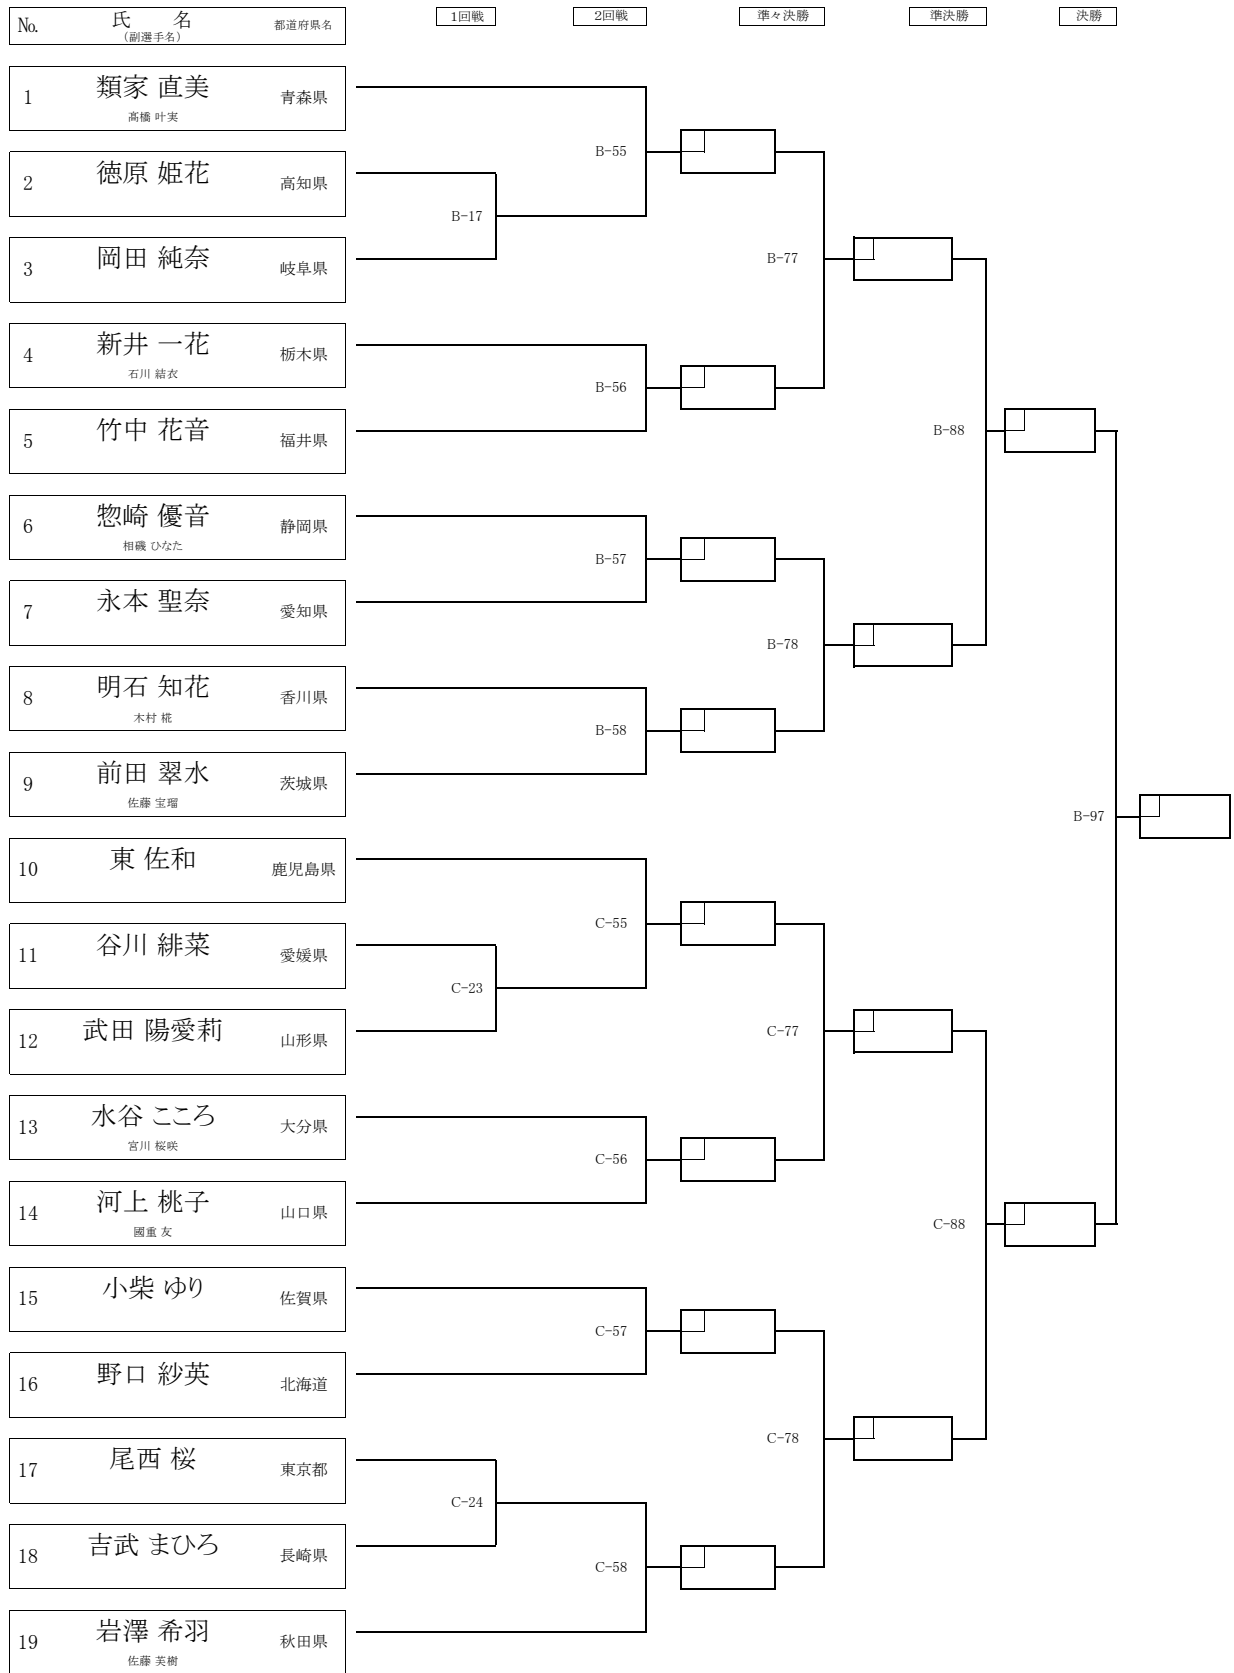 No. 氏 名 都道府県名 1回戦 2回戦 準々決勝 準決勝 決勝
(副選手名)
1 類家 直美 青森県
髙橋 叶実
B-55
2 徳原 姫花 高知県
B-17
3 岡田 純奈 岐阜県
B-77
4 新井 一花 栃木県
石川 結衣
B-56
5 竹中 花音 福井県
B-88
6 惣崎 優音 静岡県
相磯 ひなた
B-57
7 永本 聖奈 愛知県
B-78
8 明石 知花 香川県
木村 椛
B-58
9 前田 翠水 茨城県
佐藤 宝瑠
B-97
10 東 佐和 鹿児島県
C-55
11 谷川 緋菜 愛媛県
C-23
12 武田 陽愛莉 山形県
C-77
13 水谷 こころ 大分県
宮川 桜咲
C-56
14 河上 桃子 山口県
國重 友
C-88
15 小柴 ゆり 佐賀県
C-57
16 野口 紗英 北海道
C-78
17 尾西 桜 東京都
C-24
18 吉武 まひろ 長崎県
C-58
19 岩澤 希羽 秋田県
佐藤 芙樹